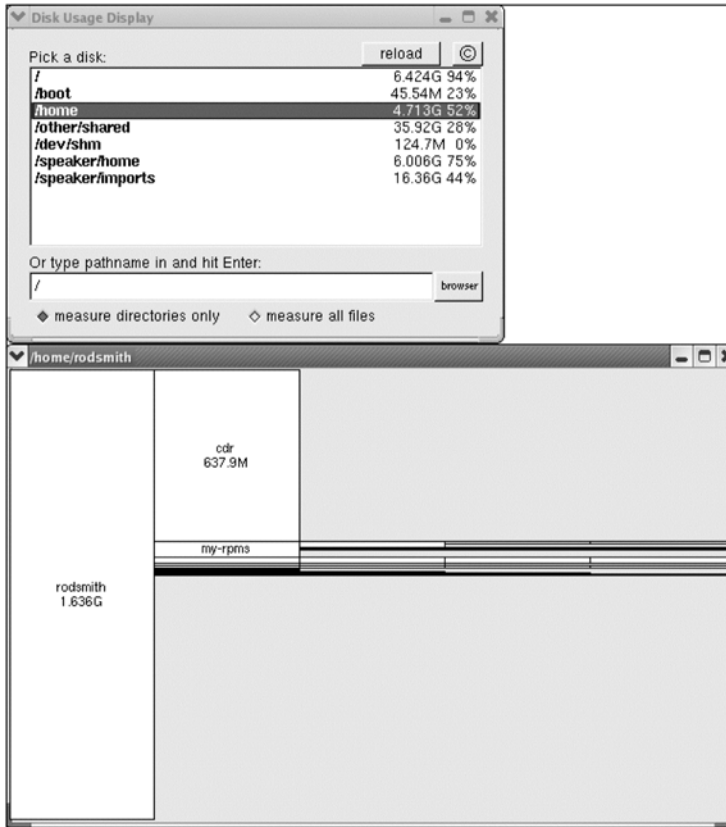 Disk Usage Display
Pick a disk: reload ©
/ 6.424G 94%
/boot 45.54M 23%
/home 4.713G 52%
/other/shared 35.92G 28%
/dev/shm 124.7M 0%
/speaker/home 6.006G 75%
/speaker/imports 16.36G 44%
Or type pathname in and hit Enter:
/ browser
measure directories only measure all files
/home/rodsmith
cdr
637.9M
my-rpms
rodsmith
1.636G